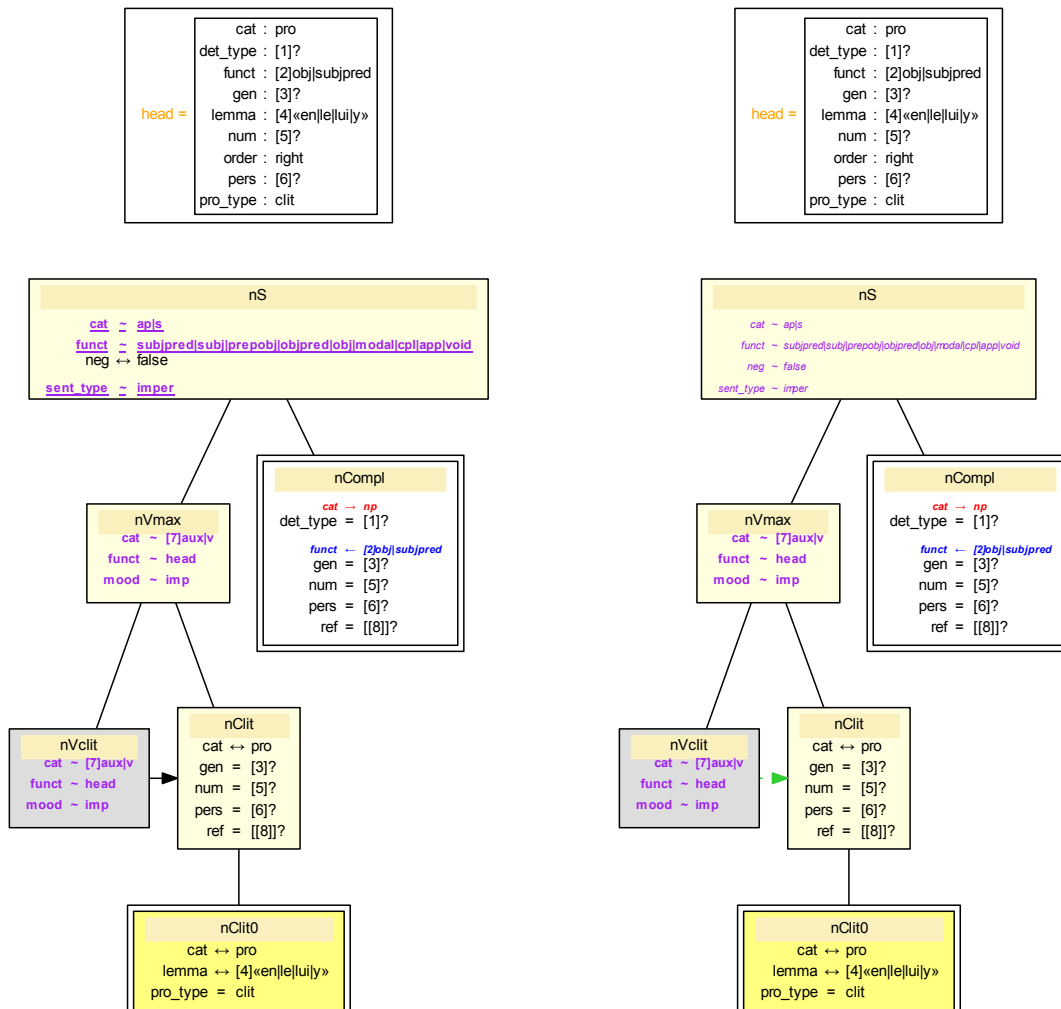 head =
cat : pro
det_type : [1]?
funct : [2]obj|subjpred
gen : [3]?
lemma : [4]«en|le|lui|y»
num : [5]?
order : right
pers : [6]?
pro_type : clit
nS
cat ~ ap|s
funct ~ subjpred|subj|prepobj|objpred|obj|modal|cpl|app|void
neg ↔ false
sent_type ~ imper
nCompl
cat → np
det_type = [1]?
funct ← [2]obj|subjpred
gen = [3]?
num = [5]?
pers = [6]?
ref = [[8]]?
nVmax
cat ~ [7]aux|v
funct ~ head
mood ~ imp
nVclit
cat ~ [7]aux|v
funct ~ head
mood ~ imp
nClit
cat ↔ pro
gen = [3]?
num = [5]?
pers = [6]?
ref = [[8]]?
nClit0
cat ↔ pro
lemma ↔ [4]«en|le|lui|y»
pro_type = clit
head =
cat : pro
det_type : [1]?
funct : [2]obj|subjpred
gen : [3]?
lemma : [4]«en|le|lui|y»
num : [5]?
order : right
pers : [6]?
pro_type : clit
nS
cat ~ ap|s
funct ~ subjpred|subj|prepobj|objpred|obj|modal|cpl|app|void
neg ~ false
sent_type ~ imper
nCompl
cat → np
det_type = [1]?
funct ← [2]obj|subjpred
gen = [3]?
num = [5]?
pers = [6]?
ref = [[8]]?
nVmax
cat ~ [7]aux|v
funct ~ head
mood ~ imp
nVclit
cat ~ [7]aux|v
funct ~ head
mood ~ imp
nClit
cat ↔ pro
gen = [3]?
num = [5]?
pers = [6]?
ref = [[8]]?
nClit0
cat ↔ pro
lemma ↔ [4]«en|le|lui|y»
pro_type = clit